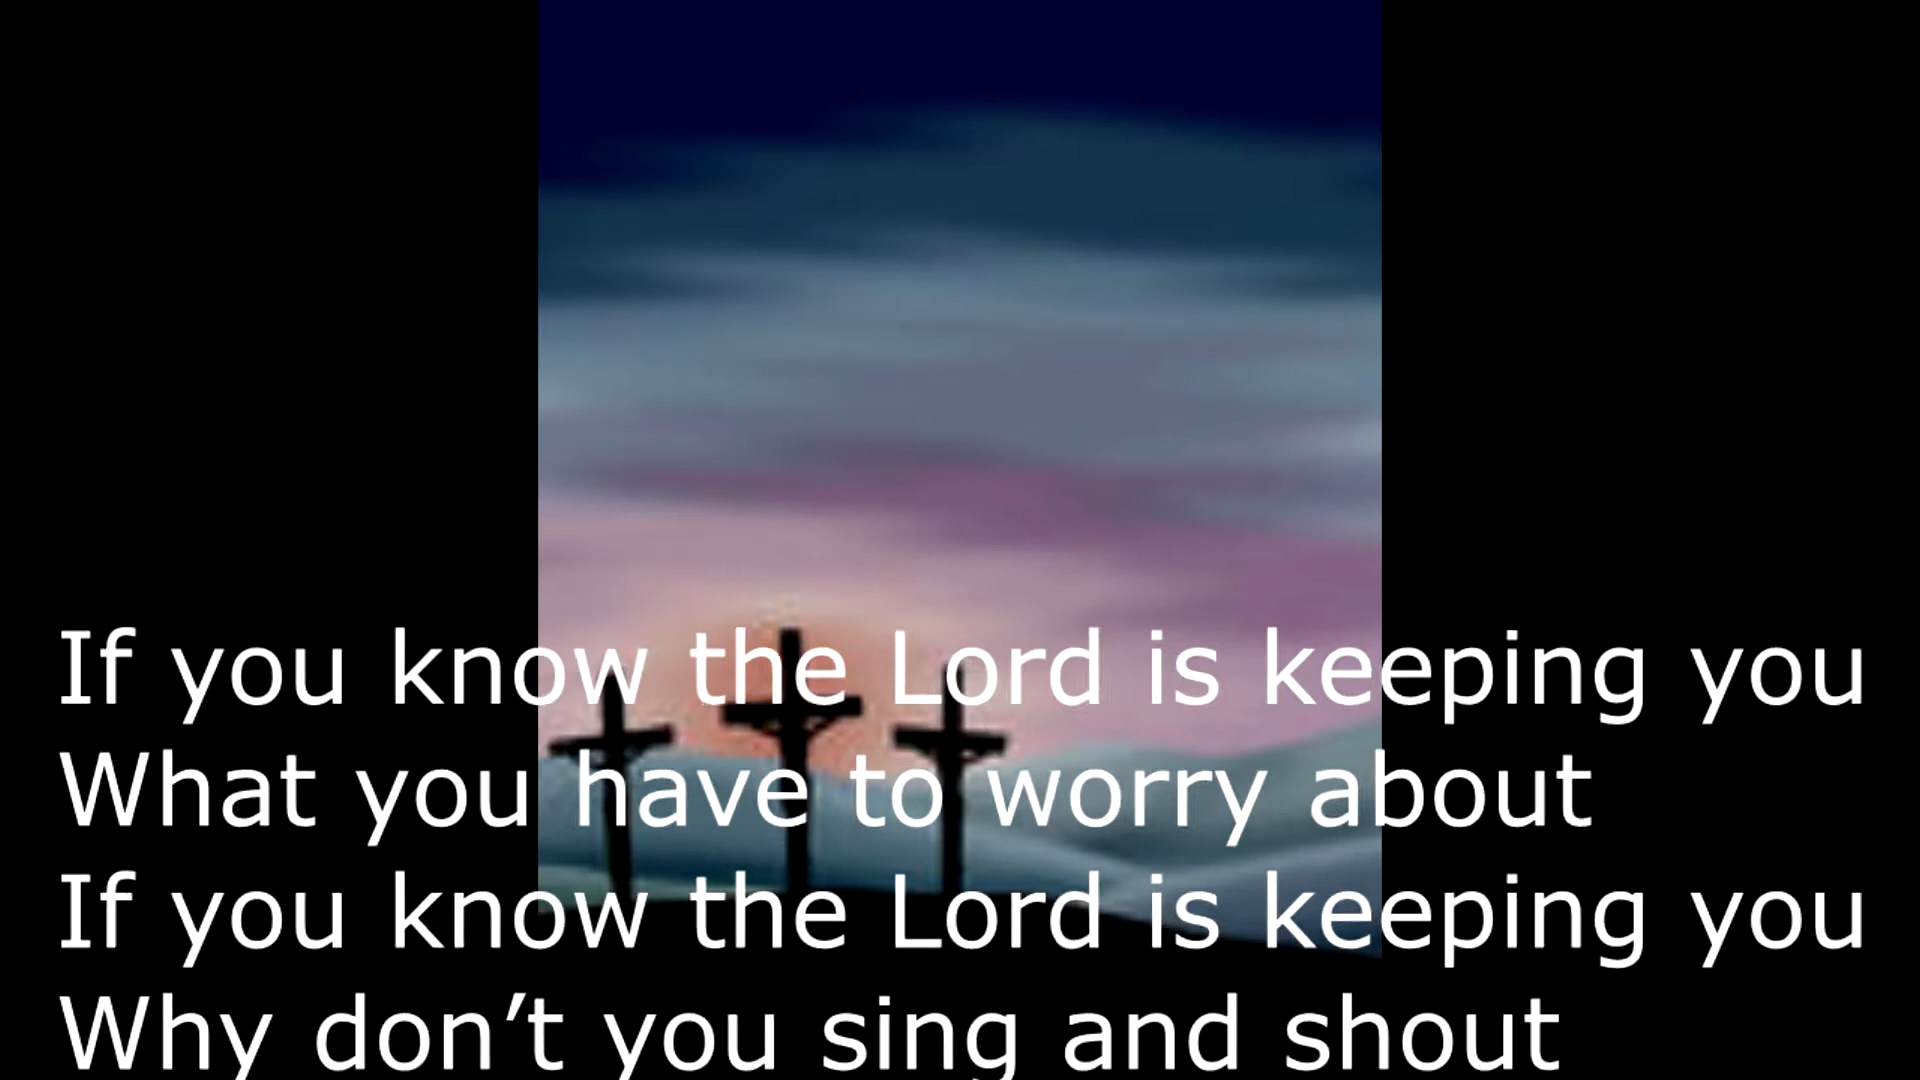 If you know the Lord is keeping you
What you have to worry about
If you know the Lord is keeping you
Why don’t you sing and shout